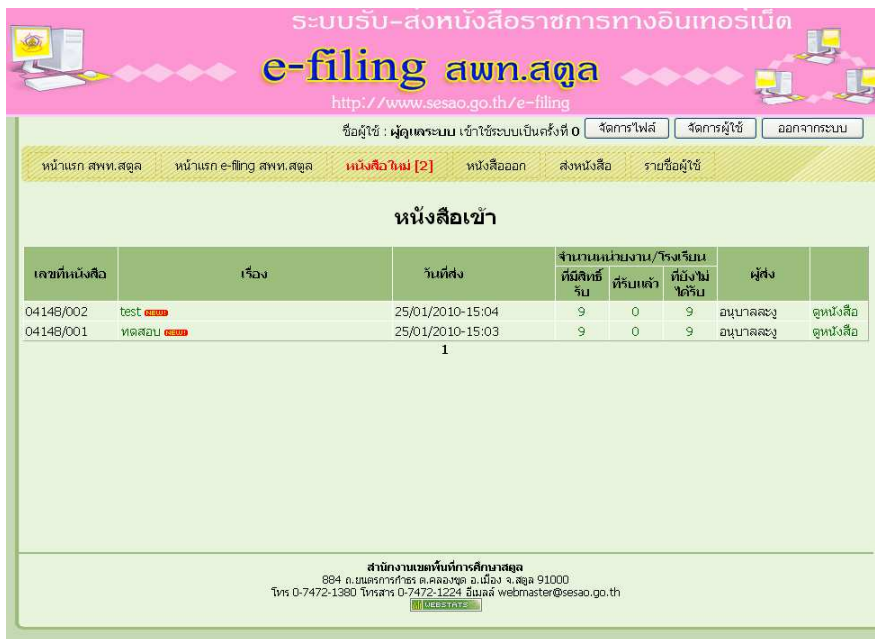 ระบบรับ-ส่งหนังสือราชการทางอินเทอร์เน็ต
e-filing สพท.สตูล
http://www.sesao.go.th/e-filing
ชื่อผู้ใช้ : ผู้ดูแลระบบ เข้าใช้ระบบเป็นครั้งที่ 0 จัดการไฟล์ จัดการผู้ใช้ ออกจากระบบ
หน้าแรก สพท.สตูล หน้าแรก e-filing สพท.สตูล หนังสือใหม่ [2] หนังสือออก ส่งหนังสือ รายชื่อผู้ใช้
หนังสือเข้า
เลขที่หนังสือ เรื่อง วันที่ส่ง จำนวนหน่วยงาน/โรงเรียน ผู้ส่ง
ที่มีสิทธิ์รับ ที่รับแล้ว ที่ยังไม่ได้รับ
04148/002 test NEW! 25/01/2010-15:04 9 0 9 อนุบาลละงู ดูหนังสือ
04148/001 ทดสอบ NEW! 25/01/2010-15:03 9 0 9 อนุบาลละงู ดูหนังสือ
1
สำนักงานเขตพื้นที่การศึกษาสตูล
884 ถ.ยนตรการกำธร ต.คลองขุด อ.เมือง จ.สตูล 91000
โทร 0-7472-1380 โทรสาร 0-7472-1224 อีเมลล์ webmaster@sesao.go.th
WEBSTATS